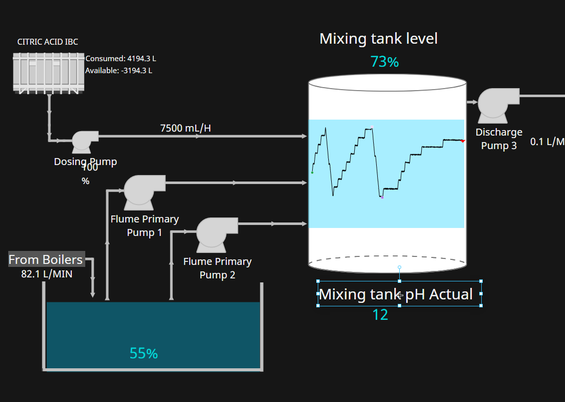 CITRIC ACID IBC
Consumed: 4194.3 L
Available: -3194.3 L
Mixing tank level
73%
7500 mL/H
Dosing Pump
100
%
Discharge
Pump 3
0.1 L/M
Flume Primary
Pump 1
Flume Primary
Pump 2
From Boilers
82.1 L/MIN
Mixing tank pH Actual
12
55%